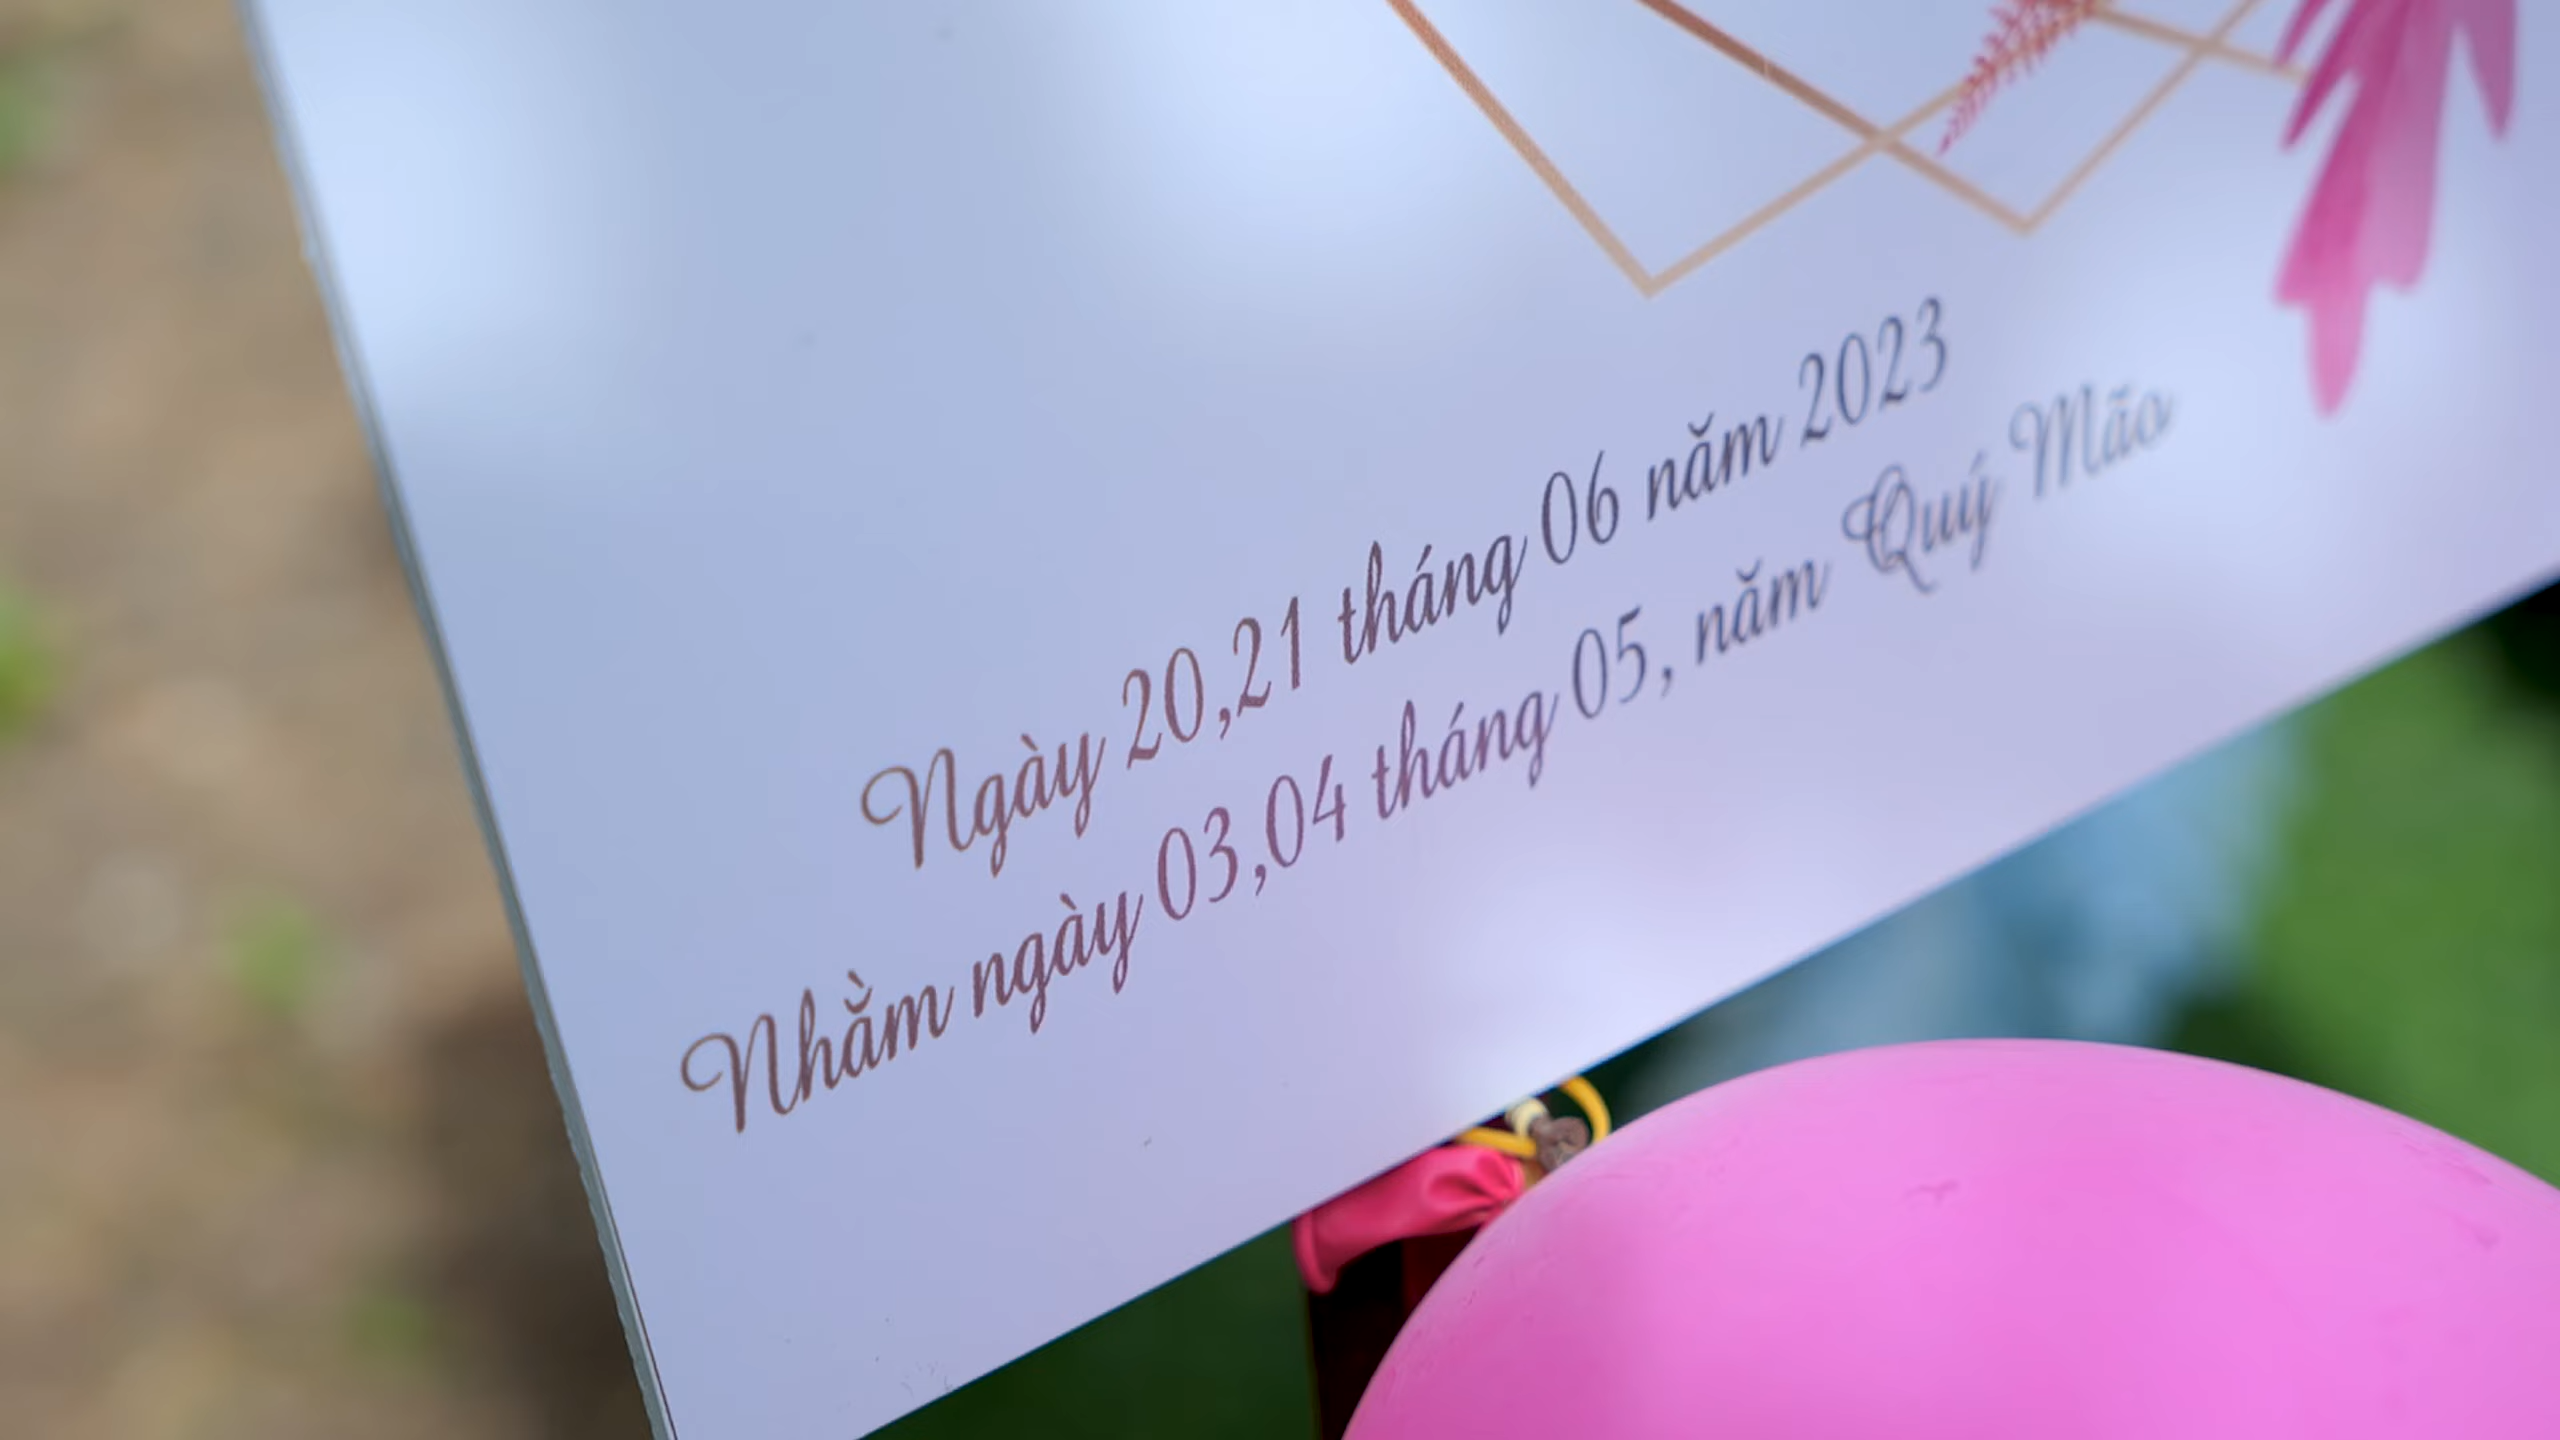 Ngày 20,21 tháng 06 năm 2023
Nhằm ngày 03,04 tháng 05, năm Quý Mão